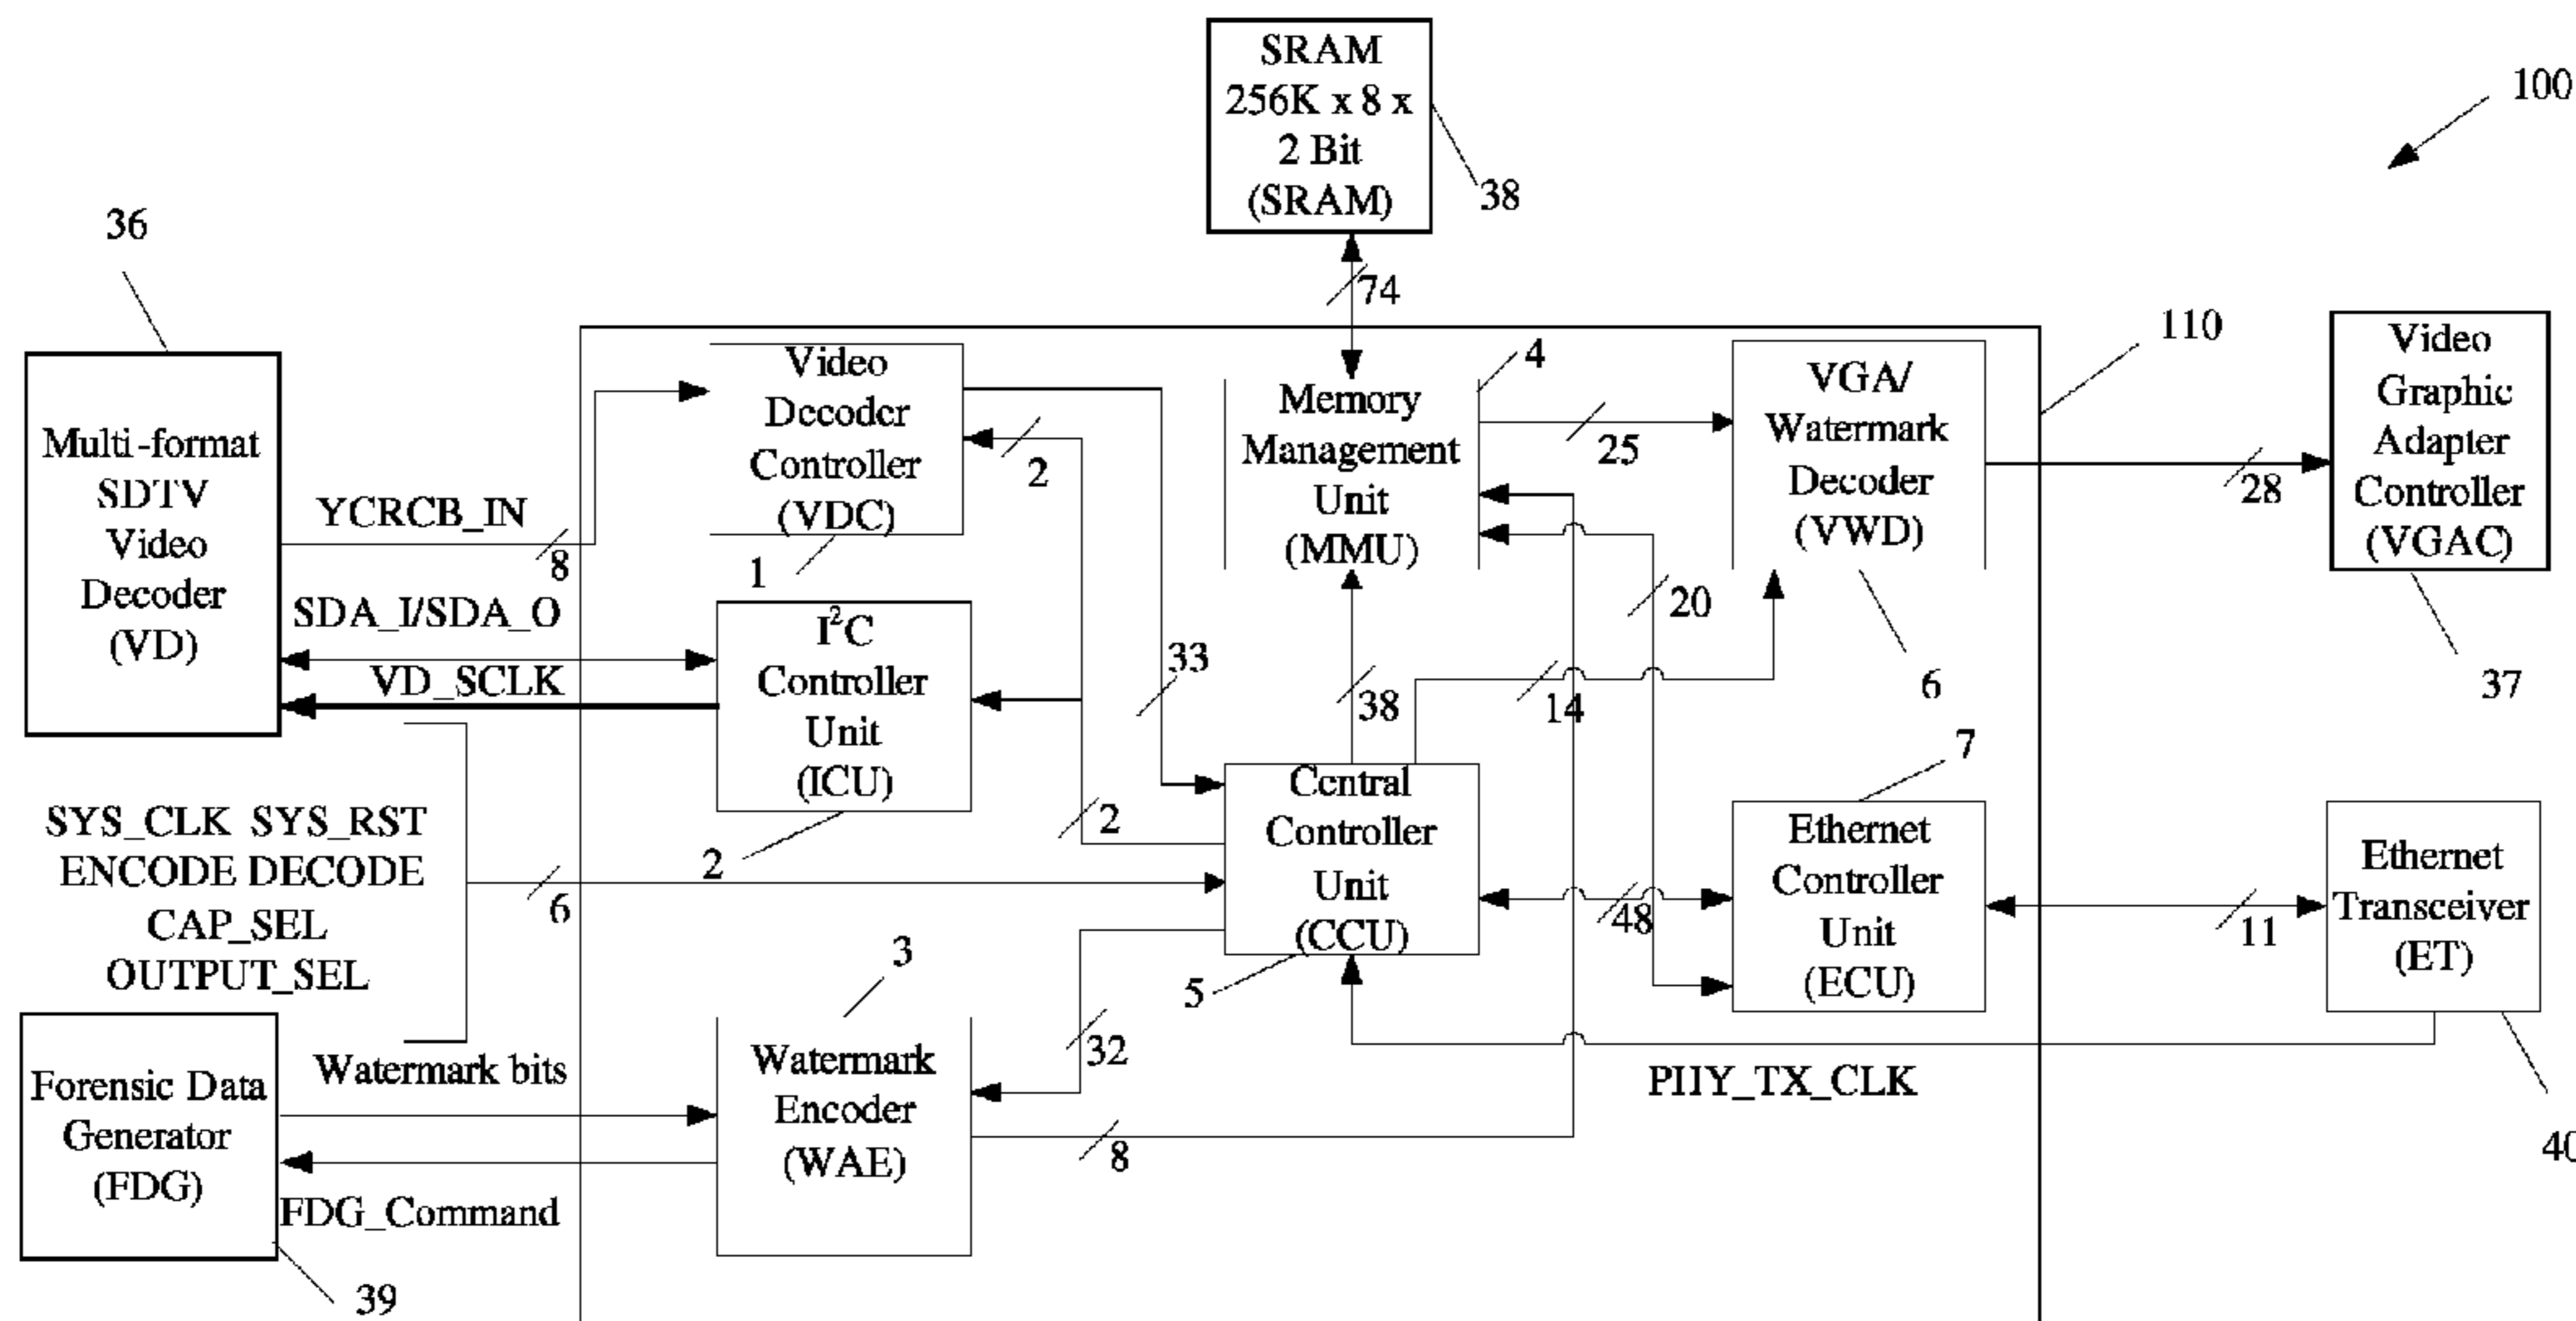 SRAM
256K x 8 x
2 Bit
(SRAM)
38
100
74
36
Multi-format
SDTV
Video
Decoder
(VD)
YCRCB_IN
8
SDA_I/SDA_O
VD_SCLK
SYS_CLK SYS_RST
ENCODE DECODE
CAP_SEL
OUTPUT_SEL
6
Forensic Data
Generator
(FDG)
39
Watermark bits
FDG_Command
Video
Decoder
Controller
(VDC)
1
2
I²C
Controller
Unit
(ICU)
2
2
33
3
Watermark
Encoder
(WAE)
32
8
Memory
Management
Unit
(MMU)
4
25
38
14
20
Central
Controller
Unit
(CCU)
5
48
VGA/
Watermark
Decoder
(VWD)
6
110
28
Video
Graphic
Adapter
Controller
(VGAC)
37
7
Ethernet
Controller
Unit
(ECU)
11
Ethernet
Transceiver
(ET)
40
PHY_TX_CLK